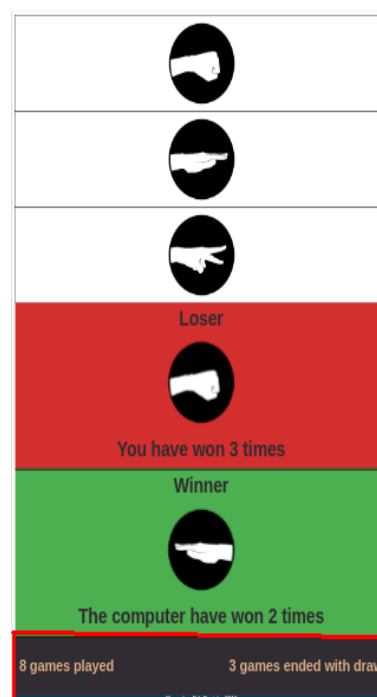 Loser
You have won 3 times
Winner
The computer have won 2 times
8 games played
3 games ended with draw